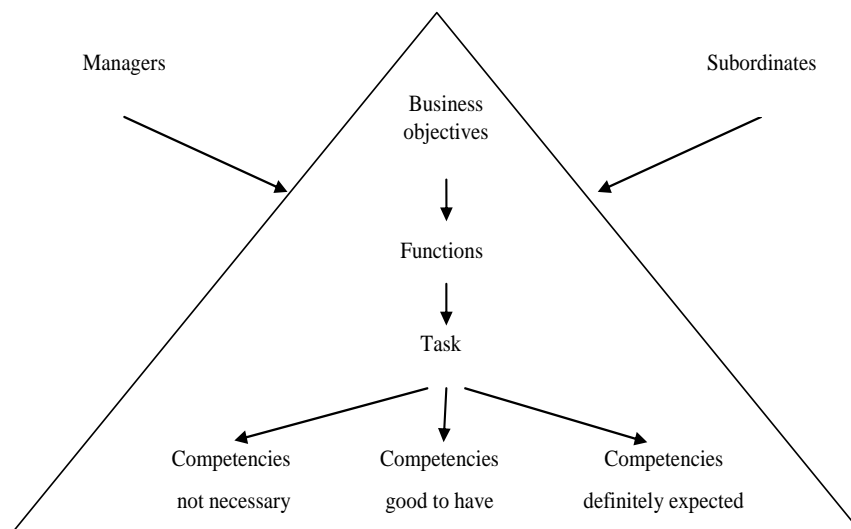 Managers
Subordinates
Business
objectives
Functions
Task
Competencies
not necessary
Competencies
good to have
Competencies
definitely expected